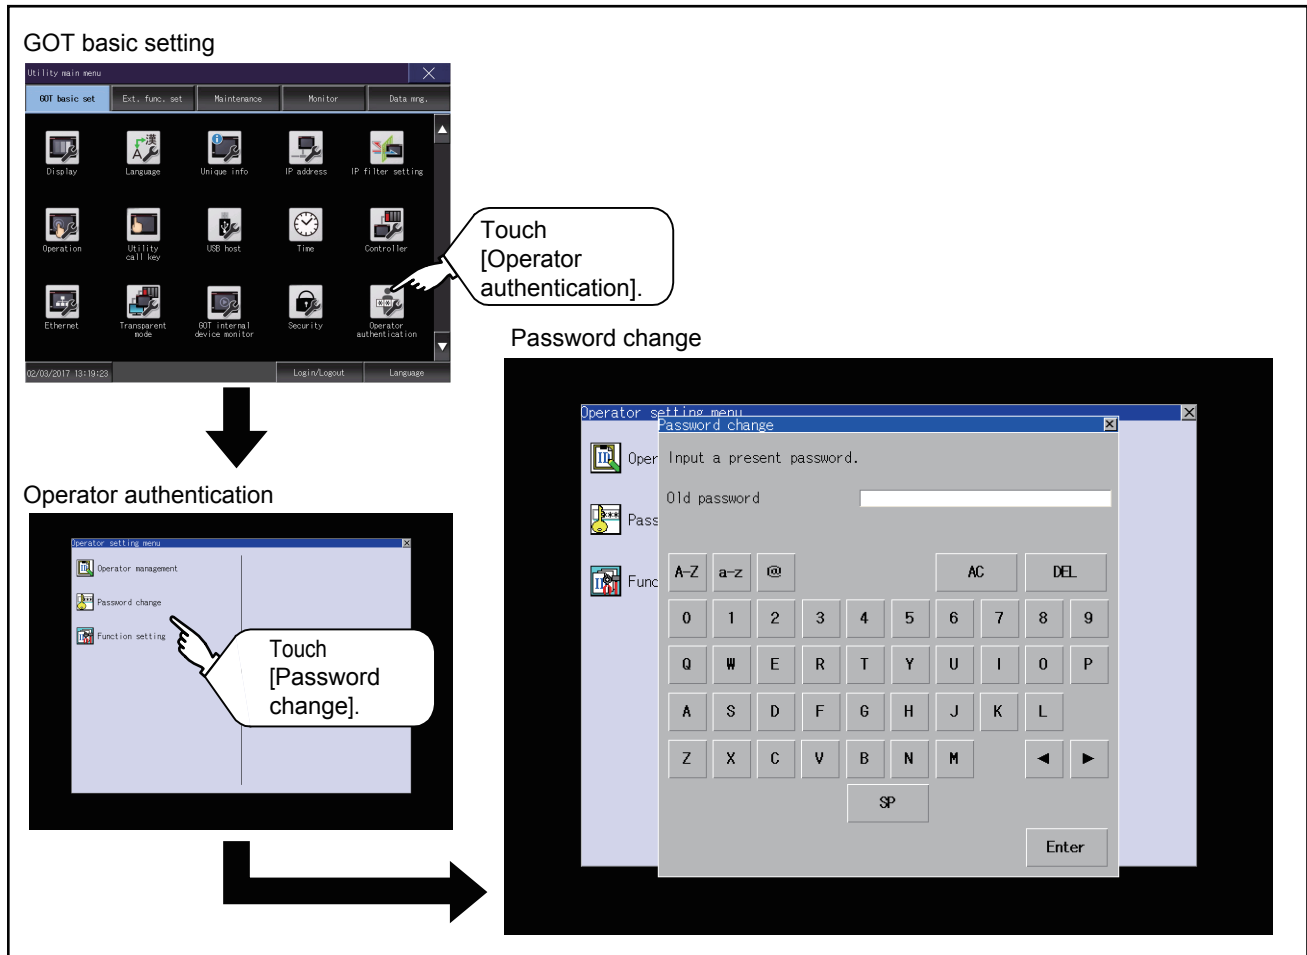 GOT basic setting
Utility main menu
GOT basic set
Ext. func. set
Maintenance
Monitor
Data mng.
Display
Language
Unique info
IP address
IP filter setting
Operation
Utility
call key
USB host
Time
Controller
Ethernet
Transparent
mode
GOT internal
device monitor
Security
Operator
authentication
02/03/2017 13:19:23
Login/Logout
Language
Touch
[Operator
authentication].
Operator authentication
Operator setting menu
Operator management
Password change
Function setting
Touch
[Password
change].
Password change
Operator setting menu
Password change
Oper
Pass
Func
Input a present password.
Old password
A-Z a-z @ AC DEL
0 1 2 3 4 5 6 7 8 9
Q W E R T Y U I O P
A S D F G H J K L
Z X C V B N M ◄ ►
SP
Enter